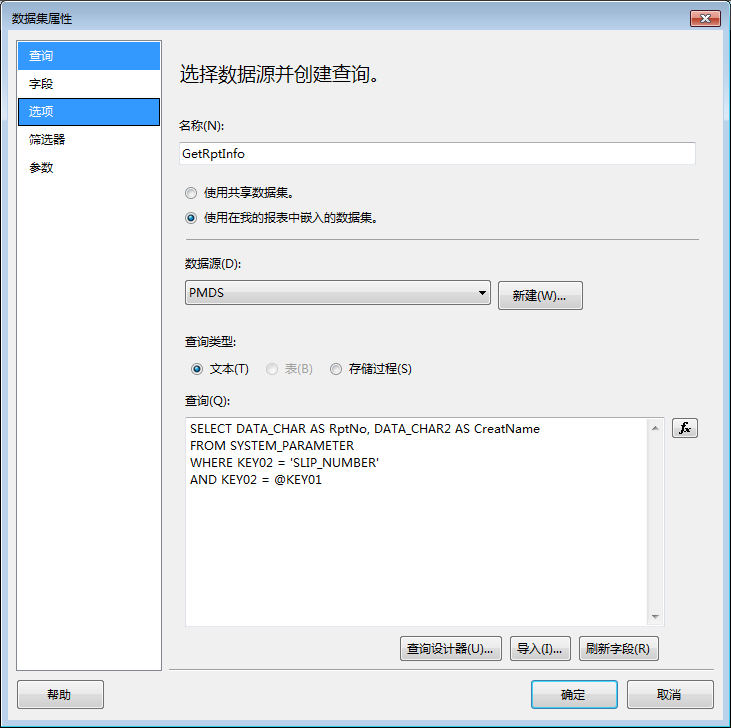 数据集属性
查询
字段
选项
筛选器
参数
选择数据源并创建查询。
名称(N):
GetRptInfo
使用共享数据集。
使用在我的报表中嵌入的数据集。
数据源(D):
PMDS
新建(W)...
查询类型:
文本(T) 表(B) 存储过程(S)
查询(Q):
SELECT DATA_CHAR AS RptNo, DATA_CHAR2 AS CreatName
FROM SYSTEM_PARAMETER
WHERE KEY02 = 'SLIP_NUMBER'
AND KEY02 = @KEY01
fx
查询设计器(U)... 导入(I)... 刷新字段(R)
帮助 确定 取消